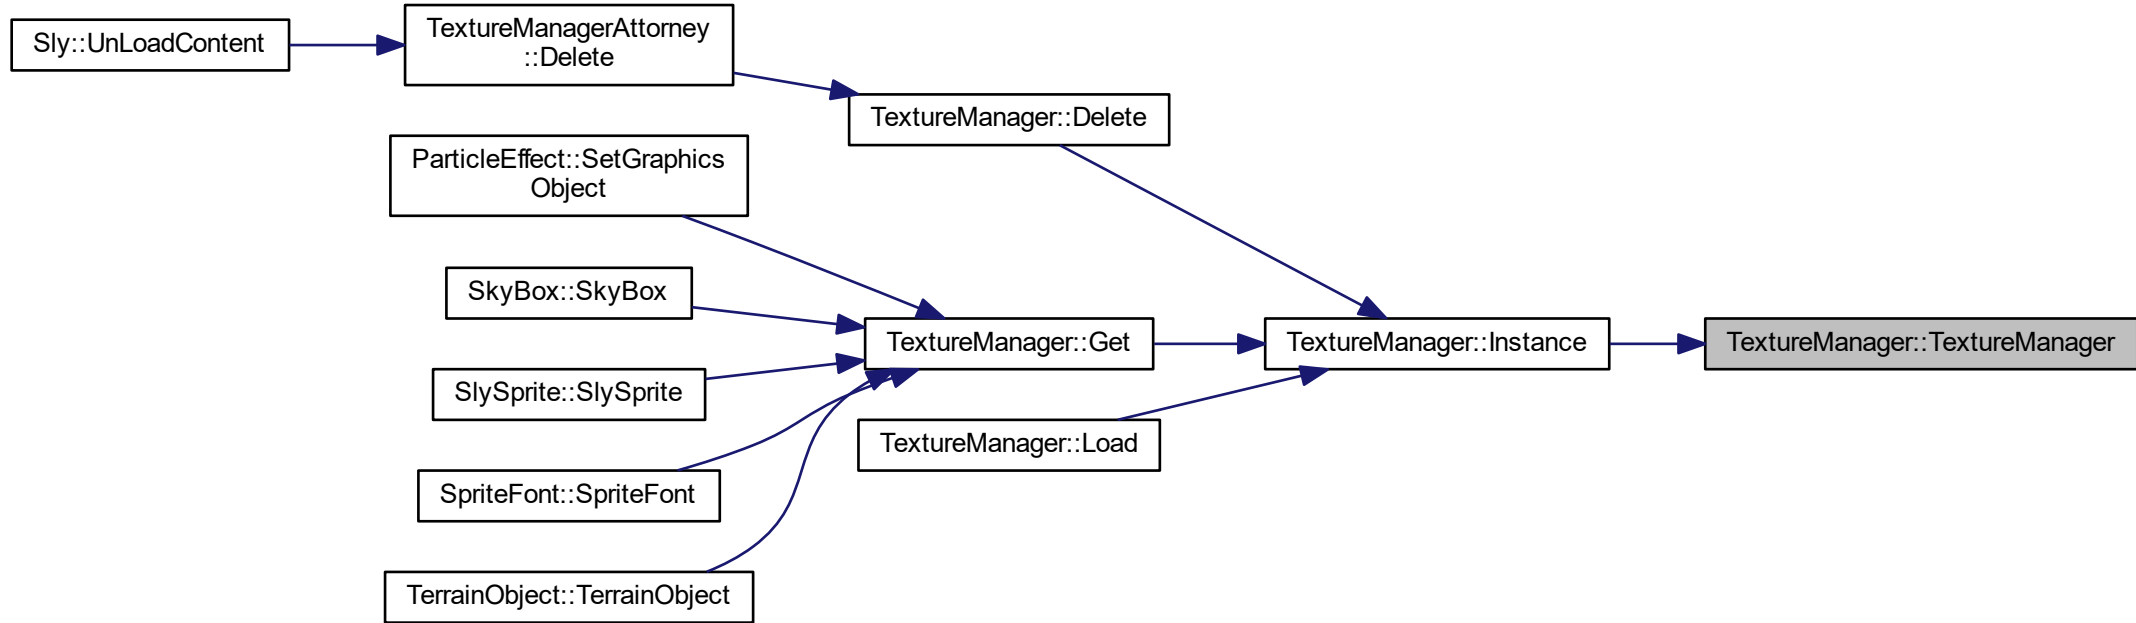 Sly::UnLoadContent
TextureManagerAttorney
::Delete
TextureManager::Delete
ParticleEffect::SetGraphics
Object
SkyBox::SkyBox
TextureManager::Get
TextureManager::Instance
TextureManager::TextureManager
SlySprite::SlySprite
TextureManager::Load
SpriteFont::SpriteFont
TerrainObject::TerrainObject